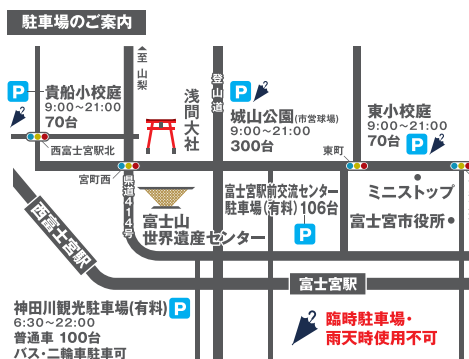 駐車場のご案内
至 山梨
P
貴船小校庭
9:00~21:00
70台
西富士宮駅北
浅間大社
登山道
P
城山公園(市営球場)
9:00~21:00
300台
東小校庭
9:00~21:00
70台 P
東町
宮町西
県道414号
富士山
世界遺産センター
富士宮駅前交流センター
駐車場(有料)106台
P
ミニストップ
富士宮市役所
西富士宮駅
富士宮駅
神田川観光駐車場(有料) P
6:30~22:00
普通車 100台
バス・二輪車駐車可
臨時駐車場・
雨天時使用不可